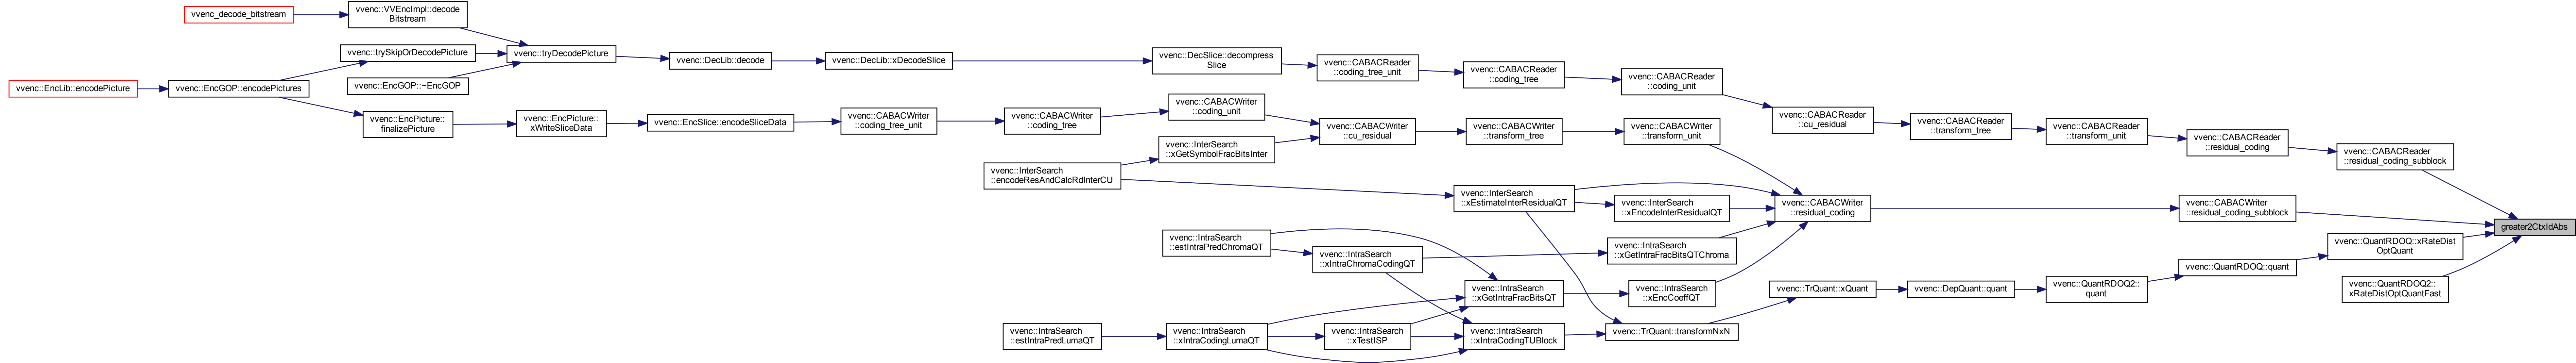 vvenc_decode_bitstream
vvenc::VVEncImpl::decode
Bitstream
vvenc::trySkipOrDecodePicture
vvenc::tryDecodePicture
vvenc::DecLib::decode
vvenc::DecLib::xDecodeSlice
vvenc::DecSlice::decompress
Slice
vvenc::CABACReader
::coding_tree_unit
vvenc::CABACReader
::coding_tree
vvenc::CABACReader
::coding_unit
vvenc::EncLib::encodePicture
vvenc::EncGOP::encodePictures
vvenc::EncGOP::~EncGOP
vvenc::EncPicture::
finalizePicture
vvenc::EncPicture::
xWriteSliceData
vvenc::EncSlice::encodeSliceData
vvenc::CABACWriter
::coding_tree_unit
vvenc::CABACWriter
::coding_tree
vvenc::CABACWriter
::coding_unit
vvenc::CABACWriter
::cu_residual
vvenc::CABACWriter
::transform_tree
vvenc::CABACWriter
::transform_unit
vvenc::CABACReader
::cu_residual
vvenc::CABACReader
::transform_tree
vvenc::CABACReader
::transform_unit
vvenc::CABACReader
::residual_coding
vvenc::CABACReader
::residual_coding_subblock
vvenc::InterSearch
::xGetSymbolFracBitsInter
vvenc::InterSearch
::encodeResAndCalcRdInterCU
vvenc::InterSearch
::xEstimateInterResidualQT
vvenc::InterSearch
::xEncodeInterResidualQT
vvenc::CABACWriter
::residual_coding
vvenc::CABACWriter
::residual_coding_subblock
greater2CtxIdAbs
vvenc::IntraSearch
::estIntraPredChromaQT
vvenc::IntraSearch
::xIntraChromaCodingQT
vvenc::IntraSearch
::xGetIntraFracBitsQTChroma
vvenc::QuantRDOQ::xRateDist
OptQuant
vvenc::QuantRDOQ::quant
vvenc::IntraSearch
::xGetIntraFracBitsQT
vvenc::IntraSearch
::xEncCoeffQT
vvenc::TrQuant::xQuant
vvenc::DepQuant::quant
vvenc::QuantRDOQ2::
quant
vvenc::QuantRDOQ2::
xRateDistOptQuantFast
vvenc::IntraSearch
::estIntraPredLumaQT
vvenc::IntraSearch
::xIntraCodingLumaQT
vvenc::IntraSearch
::xTestISP
vvenc::IntraSearch
::xIntraCodingTUBlock
vvenc::TrQuant::transformNxN